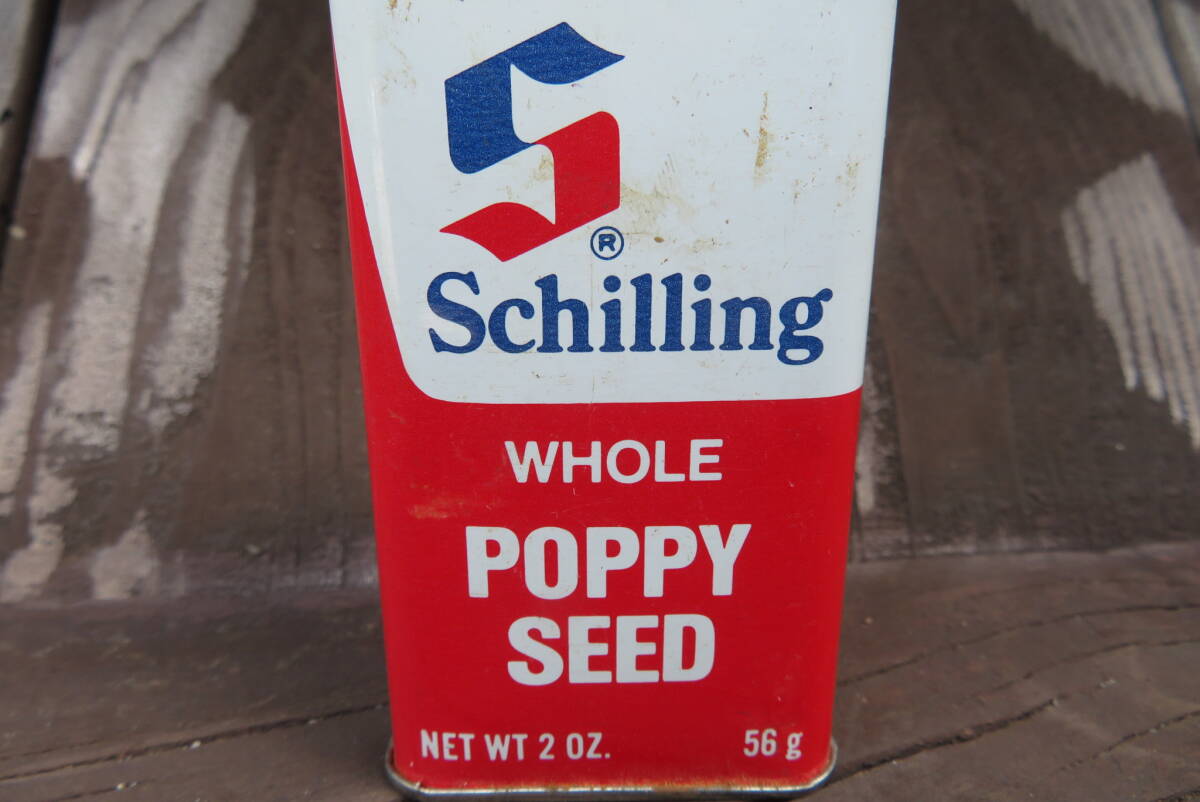 S
®
Schilling
WHOLE
POPPY
SEED
NET WT 2 OZ. 56 g